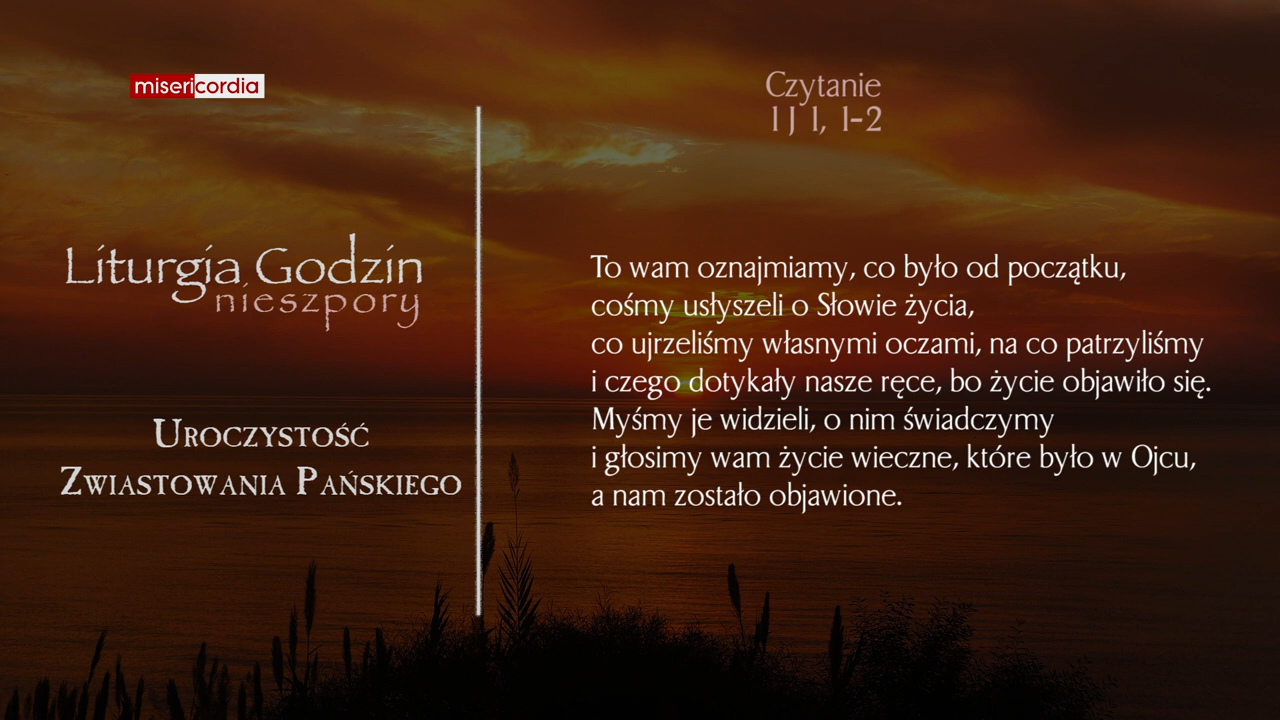 misericordia
Liturgia Godzin
nieszpory
Uroczystość
Zwiastowania Pańskiego
Czytanie
1 J 1, 1-2
To wam oznajmiamy, co było od początku,
cośmy usłyszeli o Słowie życia,
co ujrzeliśmy własnymi oczami, na co patrzyliśmy
i czego dotykały nasze ręce, bo życie objawiło się.
Myśmy je widzieli, o nim świadczymy
i głosimy wam życie wieczne, które było w Ojcu,
a nam zostało objawione.